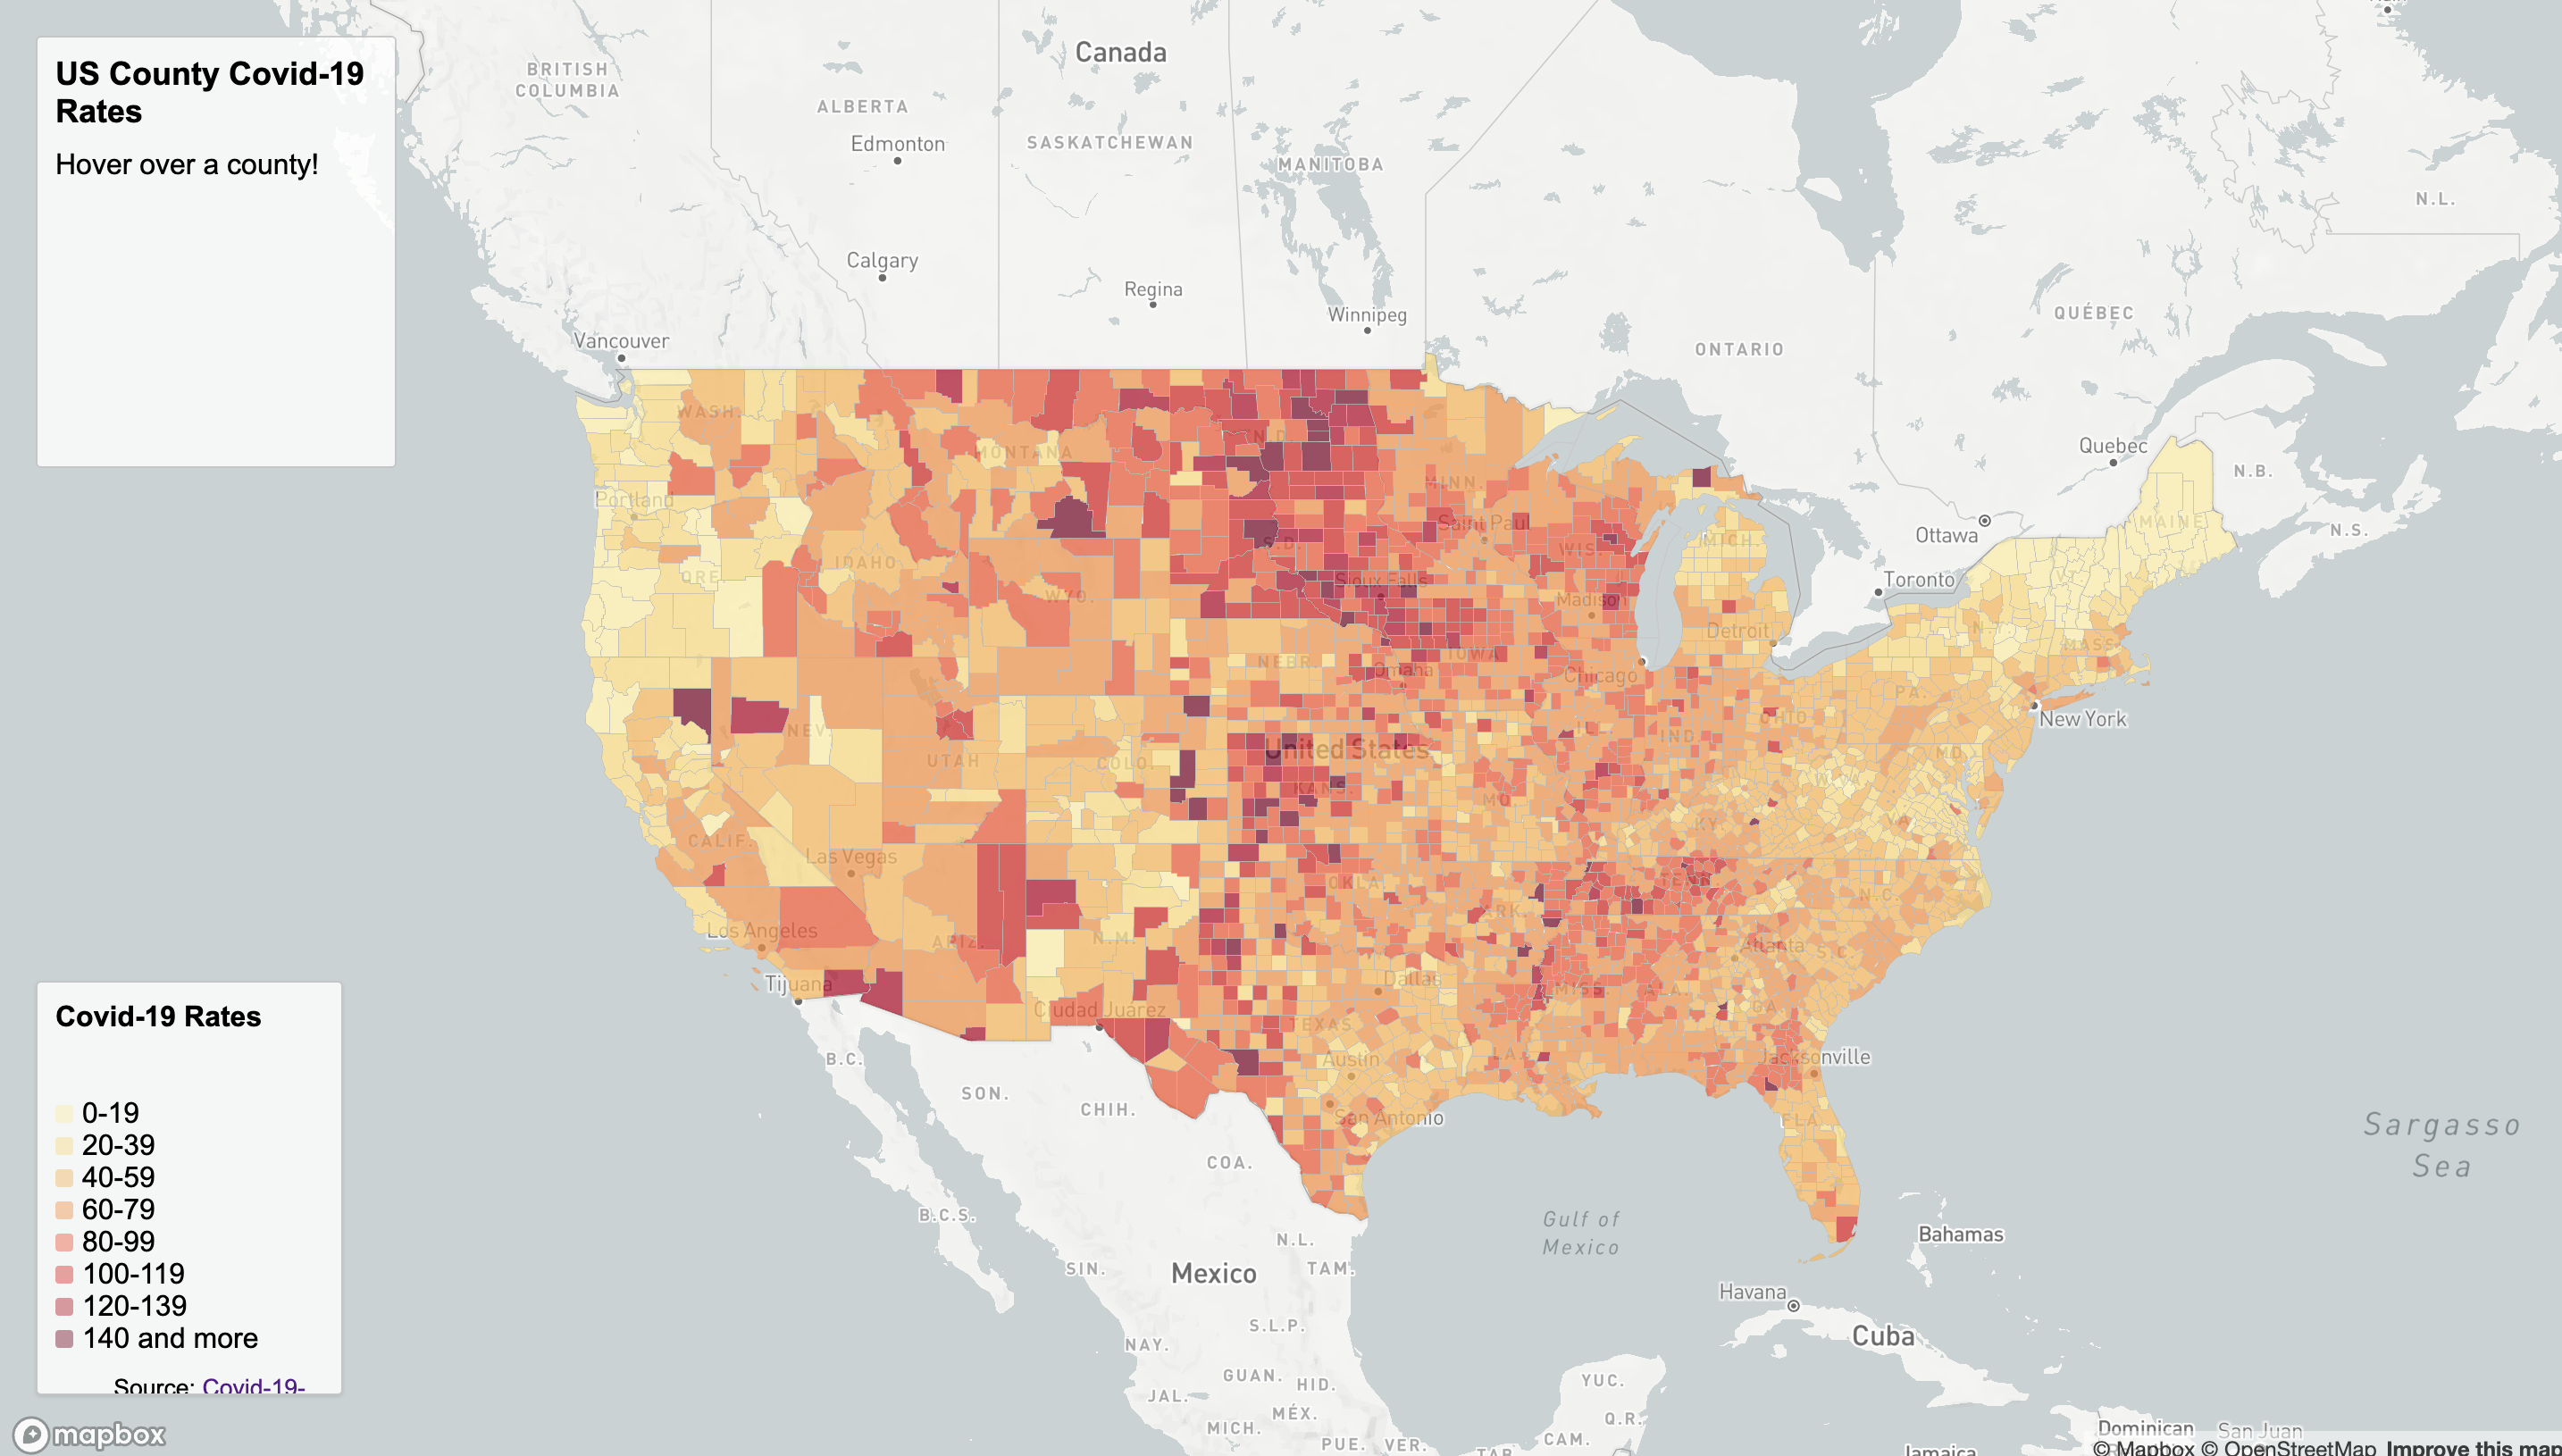 US County Covid-19
Rates
Hover over a county!
Canada
BRITISH
COLUMBIA
ALBERTA
Edmonton
SASKATCHEWAN
MANITOBA
N.L.
Calgary
Regina
Winnipeg
QUÉBEC
Vancouver
ONTARIO
WASH.
MONTANA
N.D.
Quebec
N.B.
Portland
MINN.
Saint Paul
MAINE
N.S.
Ottawa
S.D.
WIS.
MICH.
IDAHO
ORE
Sioux Falls
Toronto
VT.
WYO.
Madison
Detroit
N.Y.
MASS.
NEBR.
IOWA
Omaha
Chicago
PA.
New York
NEV.
OHIO
ILL.
IND.
United States
MD.
UTAH
COLO.
W.VA.
KANS.
MO.
KY.
VA.
CALIF.
Las Vegas
OKLA.
TENN.
N.C.
ARK.
Los Angeles
ARIZ.
N.M.
Atlanta
S.C.
Tijuana
Dallas
MISS.
ALA.
GA.
Ciudad Juárez
TEXAS
Austin
LA.
Jacksonville
B.C.
SON.
CHIH.
San Antonio
FLA.
Sargasso
Sea
COA.
B.C.S.
Gulf of
Mexico
Bahamas
N.L.
SIN.
Mexico
TAM.
Havana
S.L.P.
Cuba
NAY.
GUAN.
HID.
YUC.
JAL.
MÉX.
Q.R.
MICH.
CAM.
PUE.
VER.
TAB.
Dominican
San Juan
Jamaica
Covid-19 Rates
0-19
20-39
40-59
60-79
80-99
100-119
120-139
140 and more
Source: Covid-19-
mapbox
© Mapbox © OpenStreetMap Improve this map